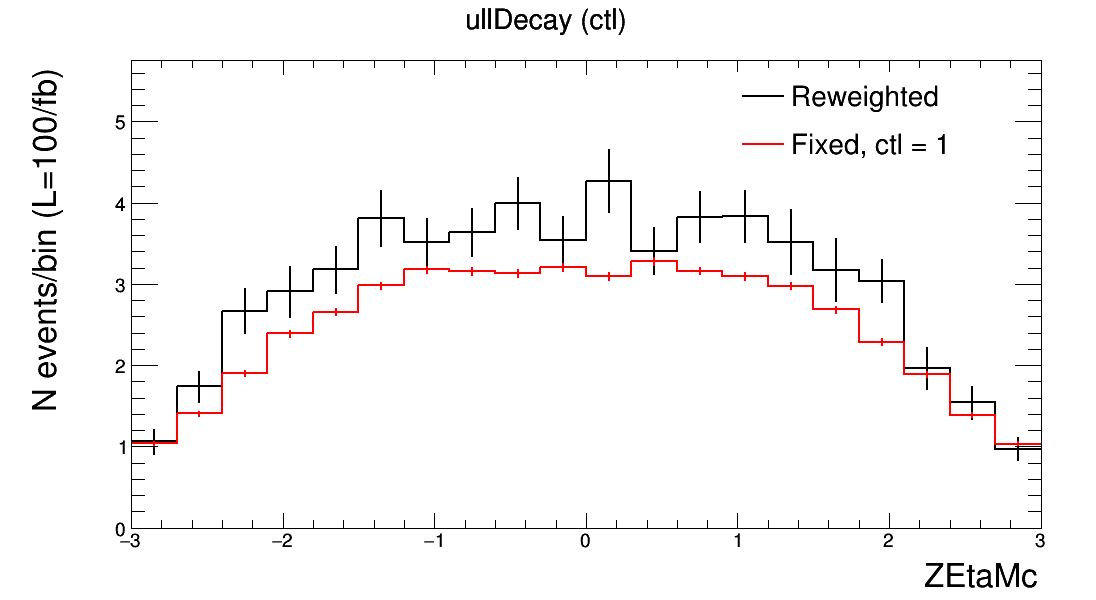 ullDecay (ctl)
N events/bin (L=100/fb)
Reweighted
Fixed, ctl = 1
5
4
3
2
1
0
−3 −2 −1 0 1 2 3
ZEtaMc